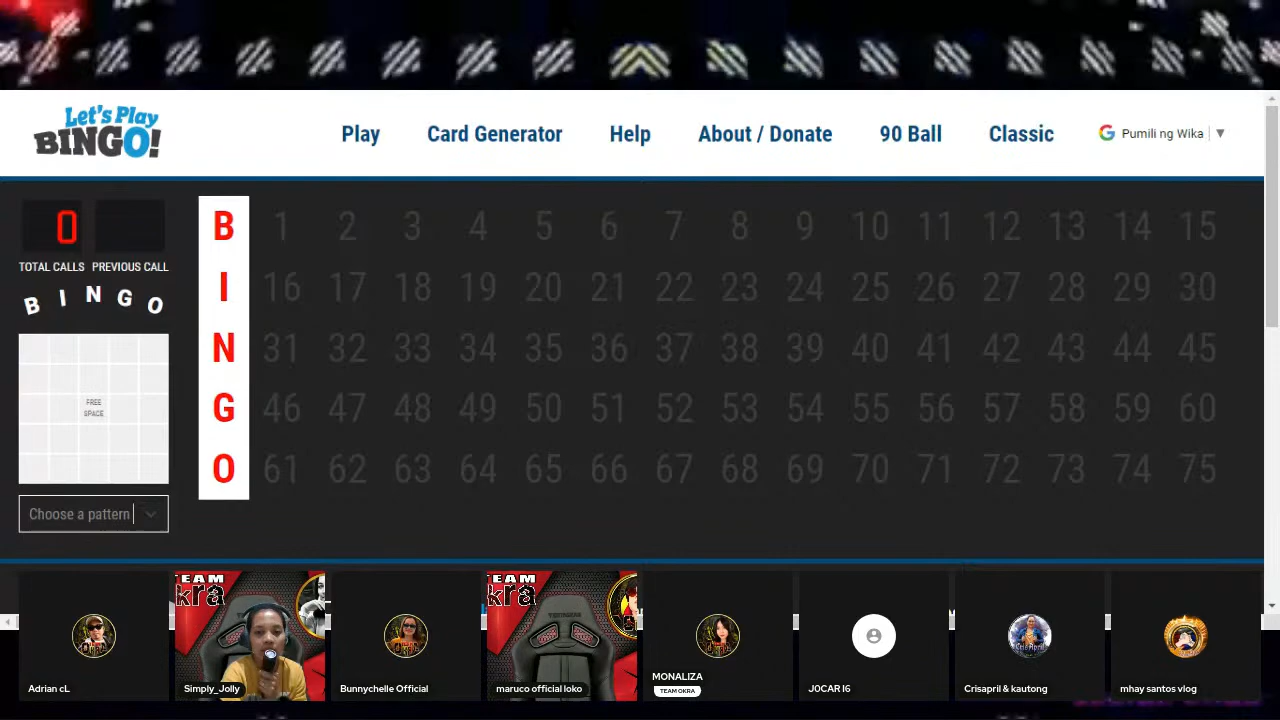 Let's Play
BINGO!
Play Card Generator Help About / Donate 90 Ball Classic Pumili ng Wika ▼
0
TOTAL CALLS PREVIOUS CALL
B I N G O
FREE
SPACE
Choose a pattern
B 1 2 3 4 5 6 7 8 9 10 11 12 13 14 15
I 16 17 18 19 20 21 22 23 24 25 26 27 28 29 30
N 31 32 33 34 35 36 37 38 39 40 41 42 43 44 45
G 46 47 48 49 50 51 52 53 54 55 56 57 58 59 60
O 61 62 63 64 65 66 67 68 69 70 71 72 73 74 75
TEAM
kra
TEAM
kra
MONALIZA
TEAM OKRA
Adrian cL
Simply_Jolly
Bunnychelle Official
maruco official loko
JOCAR I6
Crisapril & kautong
mhay santos vlog